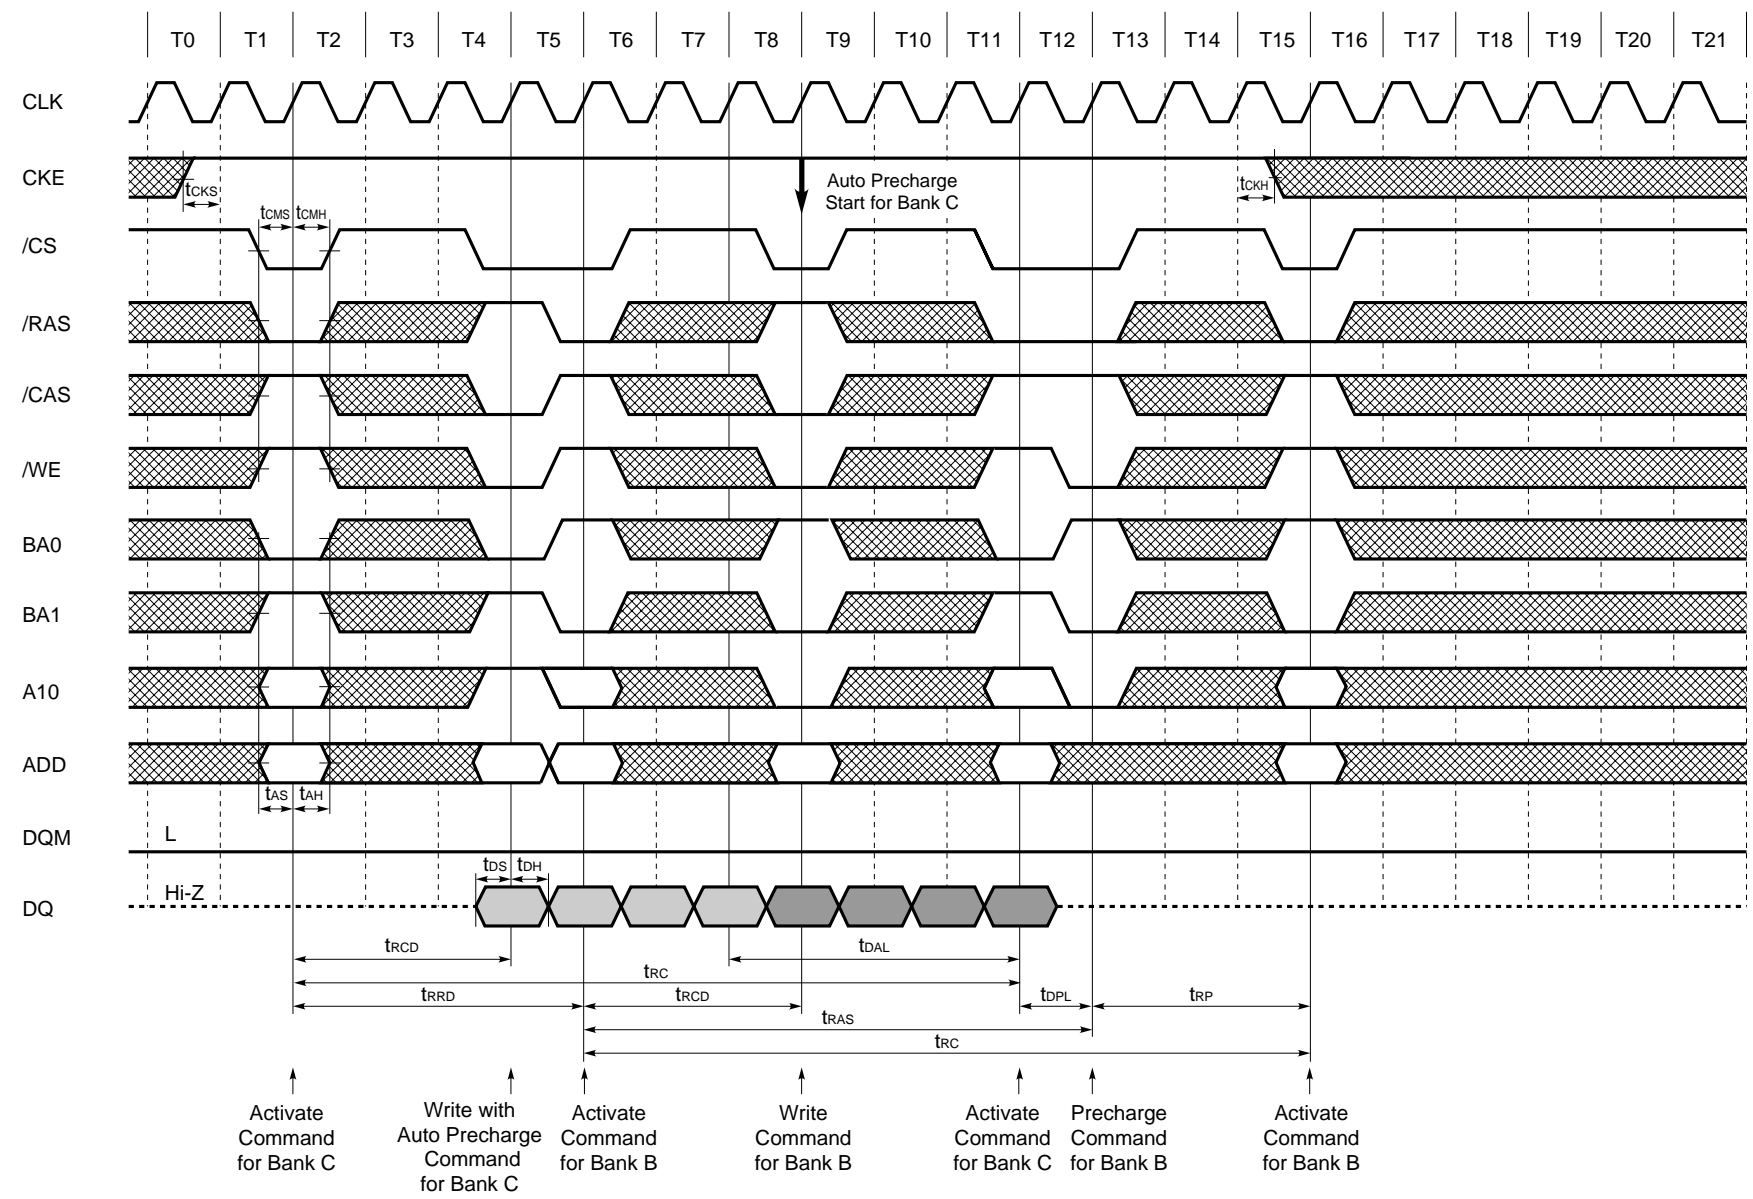 T0 T1 T2 T3 T4 T5 T6 T7 T8 T9 T10 T11 T12 T13 T14 T15 T16 T17 T18 T19 T20 T21
CLK
CKE
tCKS
Auto Precharge
Start for Bank C
tCKH
tCMS tCMH
/CS
/RAS
/CAS
/WE
BA0
BA1
A10
ADD
tAS tAH
DQM
L
tDS tDH
DQ
Hi-Z
tRCD
tDAL
tRC
tRRD
tRCD
tDPL
tRP
tRAS
tRC
Activate
Command
for Bank C
Write with
Auto Precharge
Command
for Bank C
Activate
Command
for Bank B
Write
Command
for Bank B
Activate
Command
for Bank C
Precharge
Command
for Bank B
Activate
Command
for Bank B